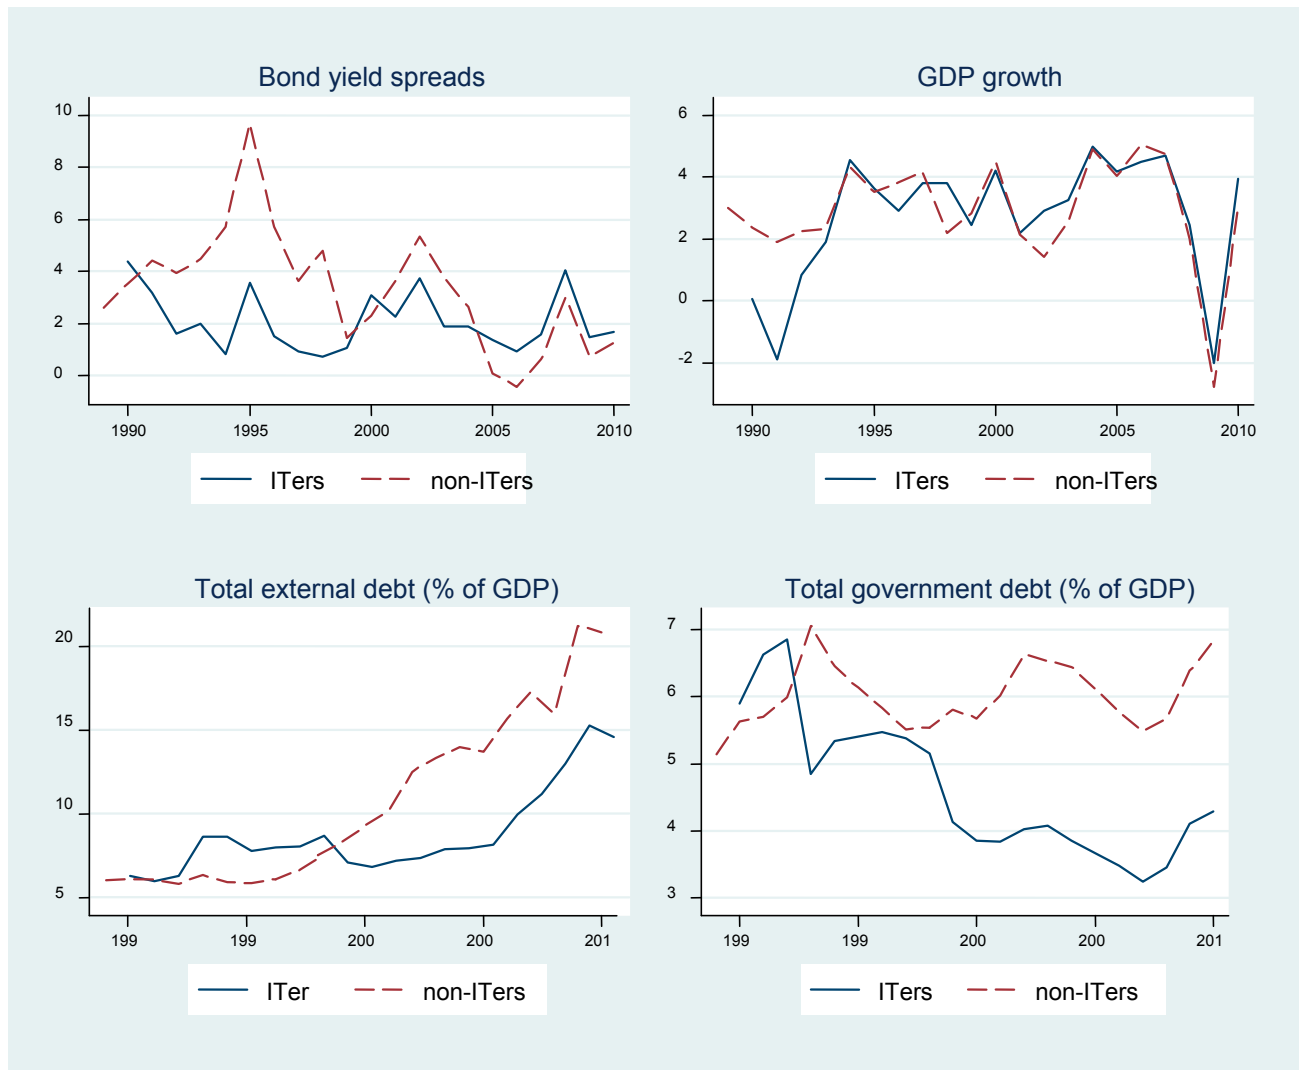 Bond yield spreads
10
8
6
4
2
0
1990 1995 2000 2005 2010
ITers non-ITers
GDP growth
6
4
2
0
-2
1990 1995 2000 2005 2010
ITers non-ITers
Total external debt (% of GDP)
20
15
10
5
199 199 200 200 201
ITer non-ITers
Total government debt (% of GDP)
7
6
5
4
3
199 199 200 200 201
ITers non-ITers